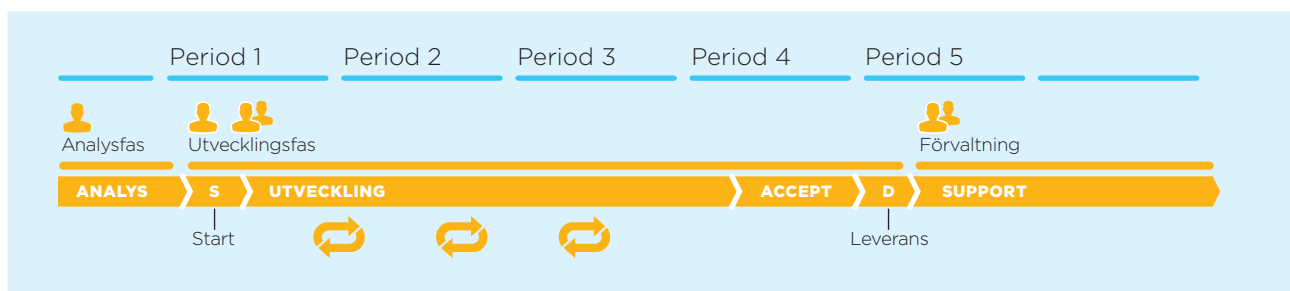 Period 1
Period 2
Period 3
Period 4
Period 5
Analysfas
Utvecklingsfas
Förvaltning
ANALYS
S
UTVECKLING
ACCEPT
D
SUPPORT
Start
Leverans